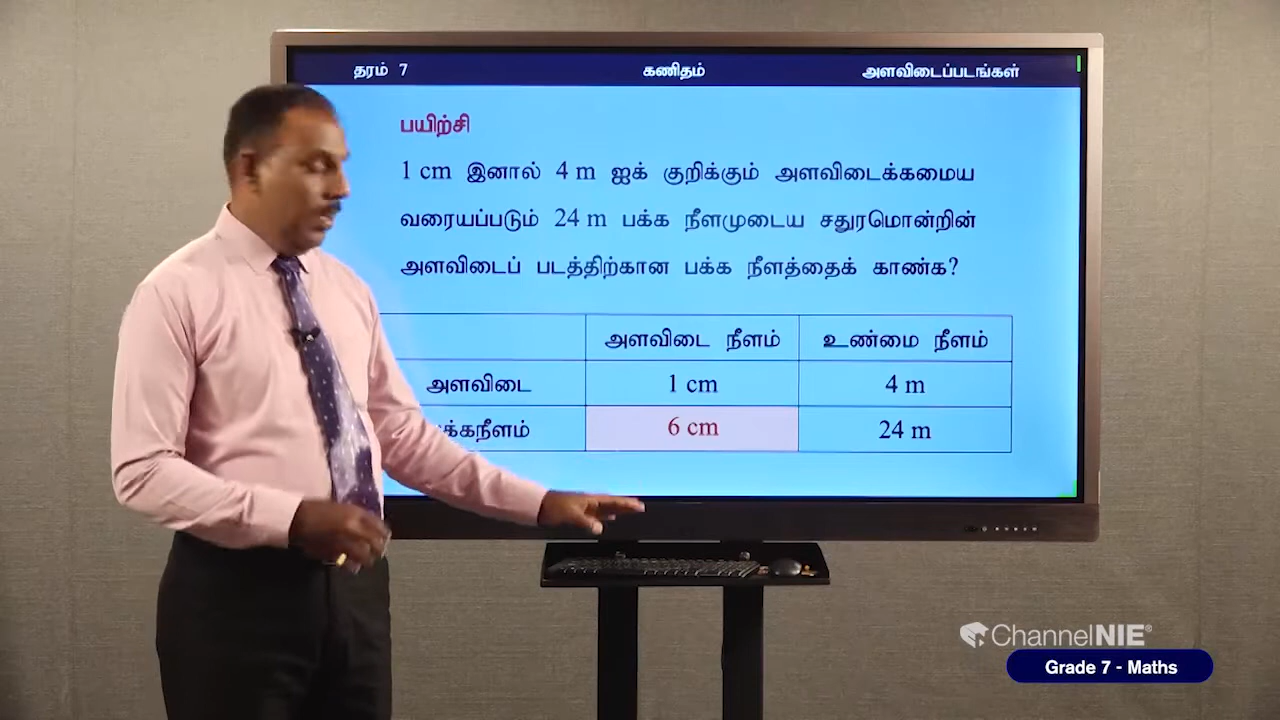 தரம் 7 கணிதம் அளவிடைப்படங்கள்
பயிற்சி
1 cm இனால் 4 m ஐக் குறிக்கும் அளவிடைக்கமைய
வரையப்படும் 24 m பக்க நீளமுடைய சதுரமொன்றின்
அளவிடைப் படத்திற்கான பக்க நீளத்தைக் காண்க?
அளவிடை நீளம் உண்மை நீளம்
அளவிடை 1 cm 4 m
6 cm 24 m
ChannelNIE®
Grade 7 - Maths